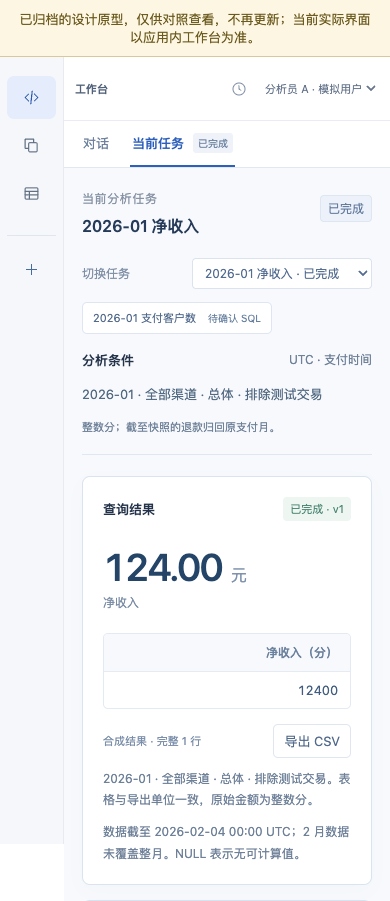 已归档的设计原型，仅供对照查看，不再更新；当前实际界面
以应用内工作台为准。
工作台
分析员 A · 模拟用户
对话
当前任务
已完成
当前分析任务
2026-01 净收入
已完成
切换任务
2026-01 净收入 · 已完成
2026-01 支付客户数 待确认 SQL
分析条件
UTC · 支付时间
2026-01 · 全部渠道 · 总体 · 排除测试交易
整数分；截至快照的退款归回原支付月。
查询结果
已完成 · v1
124.00 元
净收入
净收入（分）
12400
合成结果 · 完整 1 行
导出 CSV
2026-01 · 全部渠道 · 总体 · 排除测试交易。表
格与导出单位一致，原始金额为整数分。
数据截至 2026-02-04 00:00 UTC；2 月数据
未覆盖整月。NULL 表示无可计算值。